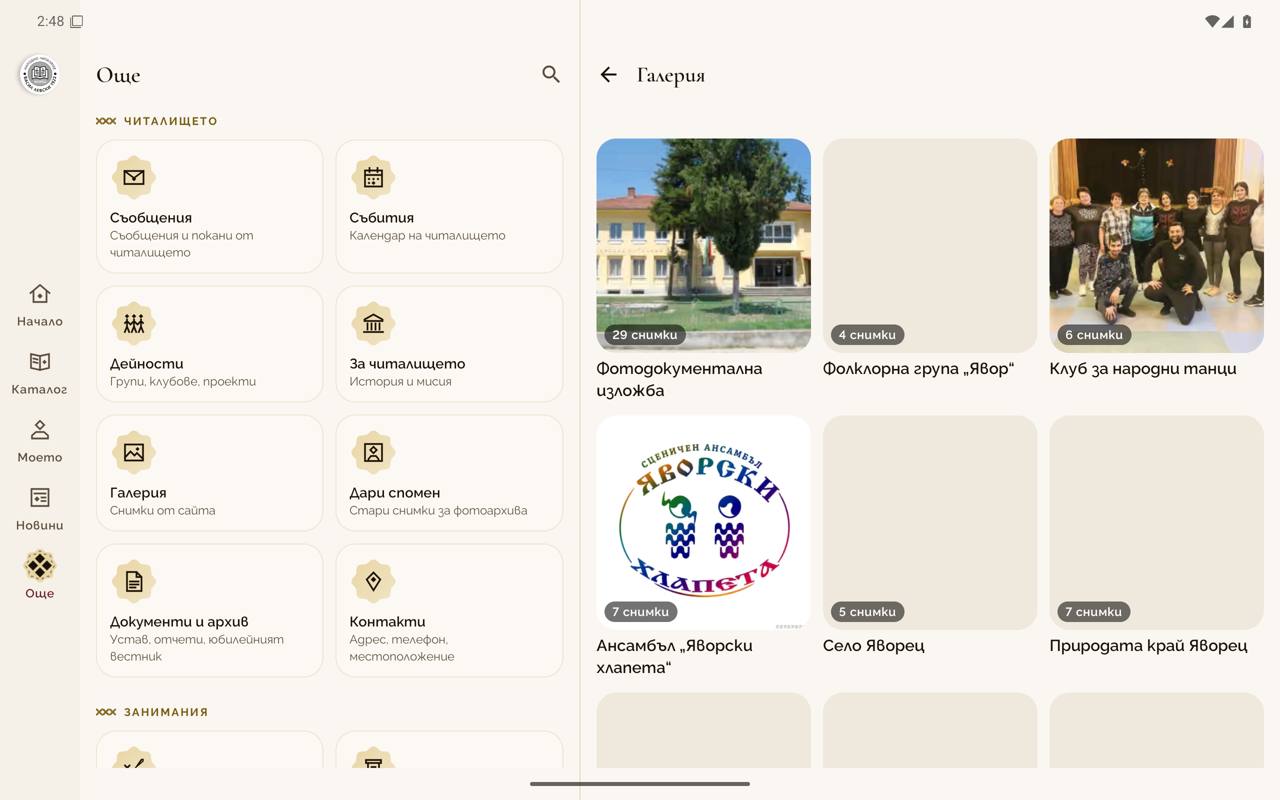 2:48
Още
ЧИТАЛИЩЕТО
Съобщения
Съобщения и покани от
читалището
Събития
Календар на читалището
Дейности
Групи, клубове, проекти
За читалището
История и мисия
Галерия
Снимки от сайта
Дари спомен
Стари снимки за фотоархива
Документи и архив
Устав, отчети, юбилейният
вестник
Контакти
Адрес, телефон,
местоположение
ЗАНИМАНИЯ
Начало
Каталог
Моето
Новини
Още
Галерия
29 снимки
Фотодокументална
изложба
4 снимки
Фолклорна група „Явор“
6 снимки
Клуб за народни танци
СЦЕНИЧЕН АНСАМБЪЛ
ЯВОРСКИ
ХЛАПЕТА
7 снимки
Ансамбъл „Яворски
хлапета“
5 снимки
Село Яворец
7 снимки
Природата край Яворец